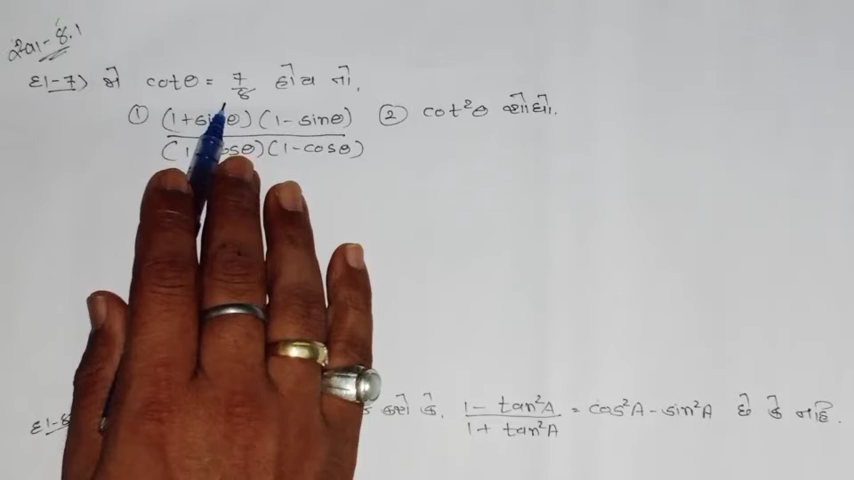 સ્વા-8.1
દા-7) જો cotθ = 7/8 હોય તો,
① (1+sinθ)(1-sinθ) / (1+cosθ)(1-cosθ) ② cot²θ શોધો.
દા-8 કરો કે, 1 - tan²A / 1 + tan²A = cos²A - sin²A છે કે નહિ.